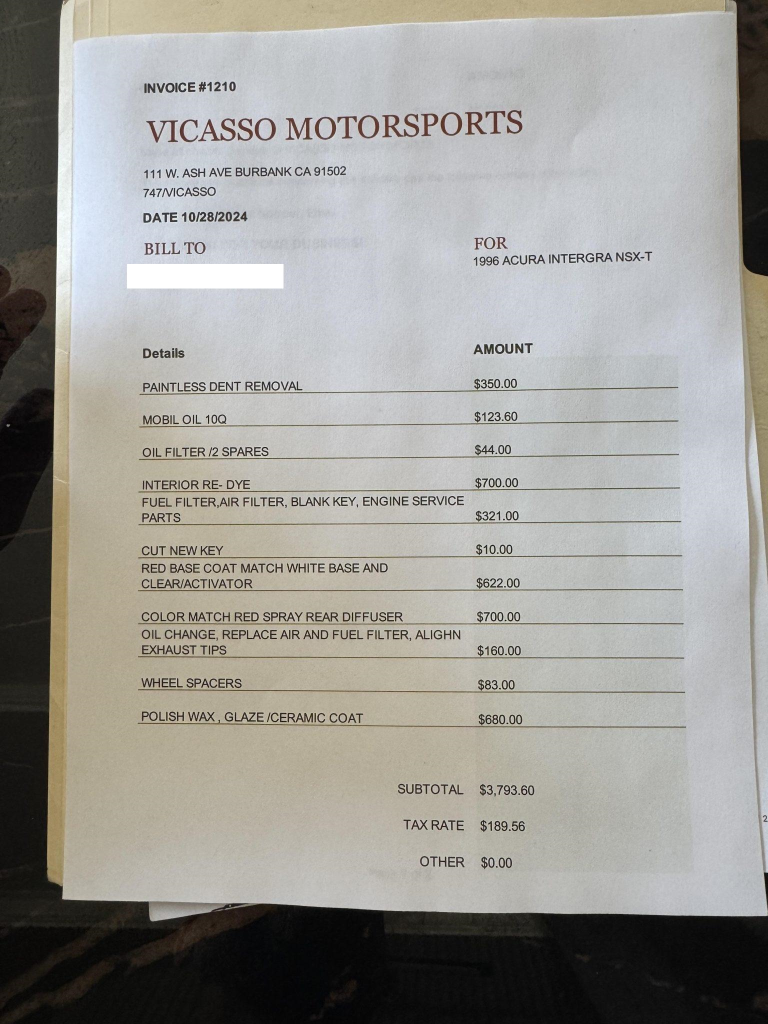 INVOICE #1210
VICASSO MOTORSPORTS
111 W. ASH AVE BURBANK CA 91502
747/VICASSO
DATE 10/28/2024
BILL TO
FOR
1996 ACURA INTERGRA NSX-T
Details AMOUNT
PAINTLESS DENT REMOVAL $350.00
MOBIL OIL 10Q $123.60
OIL FILTER /2 SPARES $44.00
INTERIOR RE- DYE $700.00
FUEL FILTER,AIR FILTER, BLANK KEY, ENGINE SERVICE
PARTS $321.00
CUT NEW KEY $10.00
RED BASE COAT MATCH WHITE BASE AND
CLEAR/ACTIVATOR $622.00
COLOR MATCH RED SPRAY REAR DIFFUSER $700.00
OIL CHANGE, REPLACE AIR AND FUEL FILTER, ALIGHN
EXHAUST TIPS $160.00
WHEEL SPACERS $83.00
POLISH WAX , GLAZE /CERAMIC COAT $680.00
SUBTOTAL $3,793.60
TAX RATE $189.56
OTHER $0.00
2